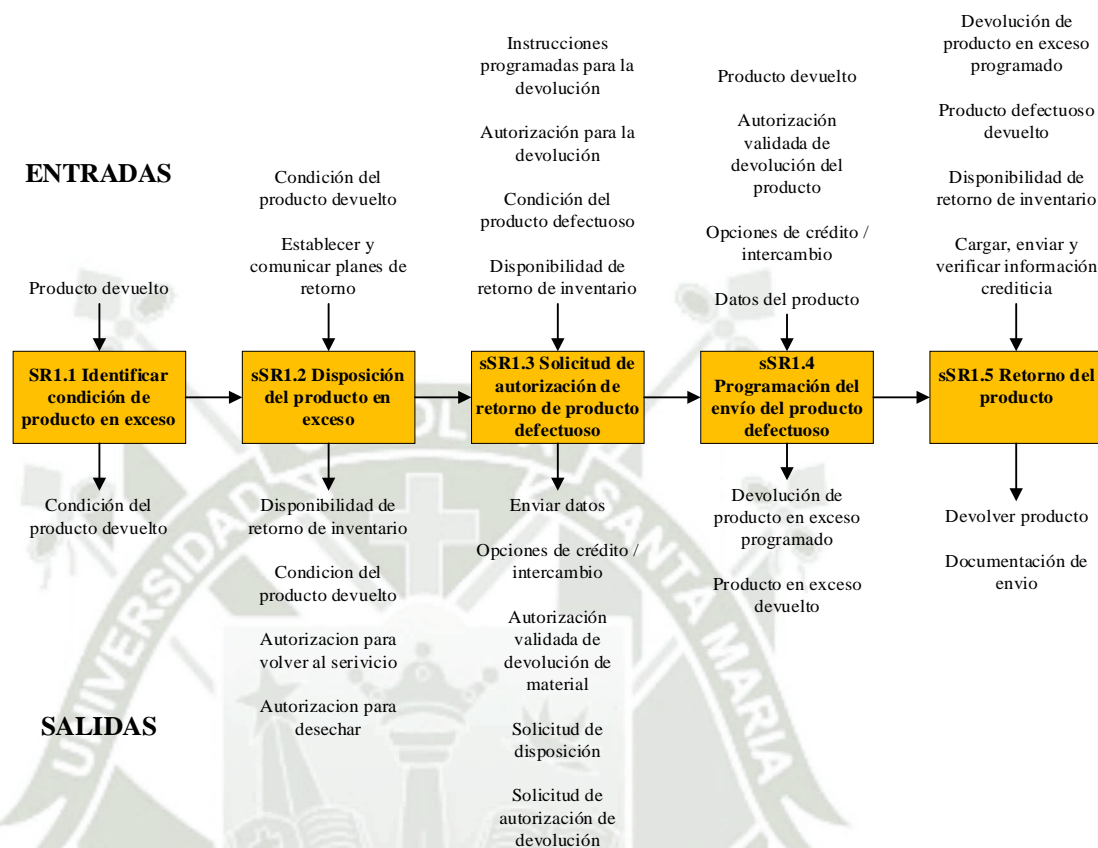 Instrucciones
programadas para la
devolución
Autorización para la
devolución
Condición del
producto defectuoso
Disponibilidad de
retorno de inventario
Producto devuelto
Autorización
validada de
devolución del
producto
Opciones de crédito /
intercambio
Datos del producto
Devolución de
producto en exceso
programado
Producto defectuoso
devuelto
Disponibilidad de
retorno de inventario
Cargar, enviar y
verificar información
crediticia
ENTRADAS
Condición del
producto devuelto
Establecer y
comunicar planes de
retorno
Producto devuelto
SR1.1 Identificar
condición de
producto en exceso
sSR1.2 Disposición
del producto en
exceso
sSR1.3 Solicitud de
autorización de
retorno de producto
defectuoso
sSR1.4
Programación del
envío del producto
defectuoso
sSR1.5 Retorno del
producto
Condición del
producto devuelto
Disponibilidad de
retorno de inventario
Condicion del
producto devuelto
Autorizacion para
volver al serivicio
Autorizacion para
desechar
Enviar datos
Opciones de crédito /
intercambio
Autorización
validada de
devolución de
material
Solicitud de
disposición
Solicitud de
autorización de
devolución
Devolución de
producto en exceso
programado
Producto en exceso
devuelto
Devolver producto
Documentación de
envio
SALIDAS
UNIVERSIDAD
SANTA MARIA